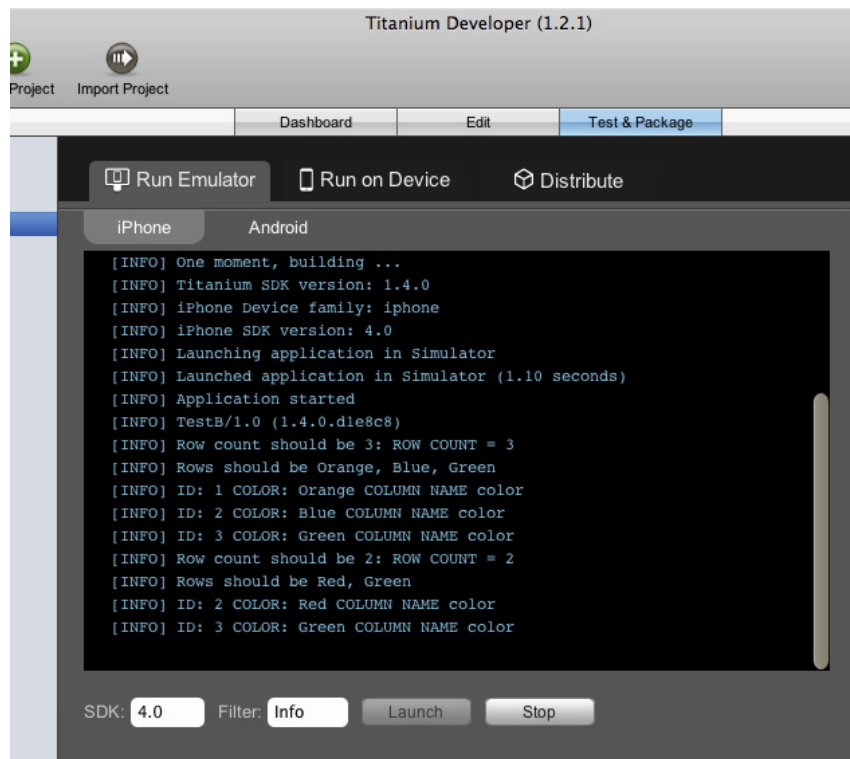 Titanium Developer (1.2.1)
Project Import Project
Dashboard Edit Test & Package
Run Emulator Run on Device Distribute
iPhone Android
[INFO] One moment, building ...
[INFO] Titanium SDK version: 1.4.0
[INFO] iPhone Device family: iphone
[INFO] iPhone SDK version: 4.0
[INFO] Launching application in Simulator
[INFO] Launched application in Simulator (1.10 seconds)
[INFO] Application started
[INFO] TestB/1.0 (1.4.0.d1e8c8)
[INFO] Row count should be 3: ROW COUNT = 3
[INFO] Rows should be Orange, Blue, Green
[INFO] ID: 1 COLOR: Orange COLUMN NAME color
[INFO] ID: 2 COLOR: Blue COLUMN NAME color
[INFO] ID: 3 COLOR: Green COLUMN NAME color
[INFO] Row count should be 2: ROW COUNT = 2
[INFO] Rows should be Red, Green
[INFO] ID: 2 COLOR: Red COLUMN NAME color
[INFO] ID: 3 COLOR: Green COLUMN NAME color
SDK: 4.0 Filter: Info Launch Stop